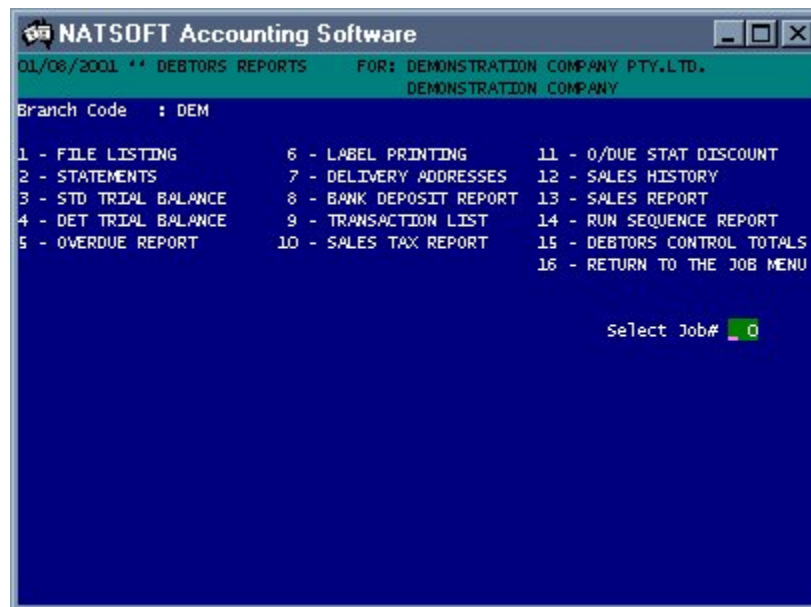 NATSOFT Accounting Software
01/08/2001 '' DEBTORS REPORTS FOR: DEMONSTRATION COMPANY PTY.LTD.
DEMONSTRATION COMPANY
Branch Code : DEM
1 - FILE LISTING 6 - LABEL PRINTING 11 - O/DUE STAT DISCOUNT
2 - STATEMENTS 7 - DELIVERY ADDRESSES 12 - SALES HISTORY
3 - STD TRIAL BALANCE 8 - BANK DEPOSIT REPORT 13 - SALES REPORT
4 - DET TRIAL BALANCE 9 - TRANSACTION LIST 14 - RUN SEQUENCE REPORT
5 - OVERDUE REPORT 10 - SALES TAX REPORT 15 - DEBTORS CONTROL TOTALS
16 - RETURN TO THE JOB MENU
Select Job# _ 0